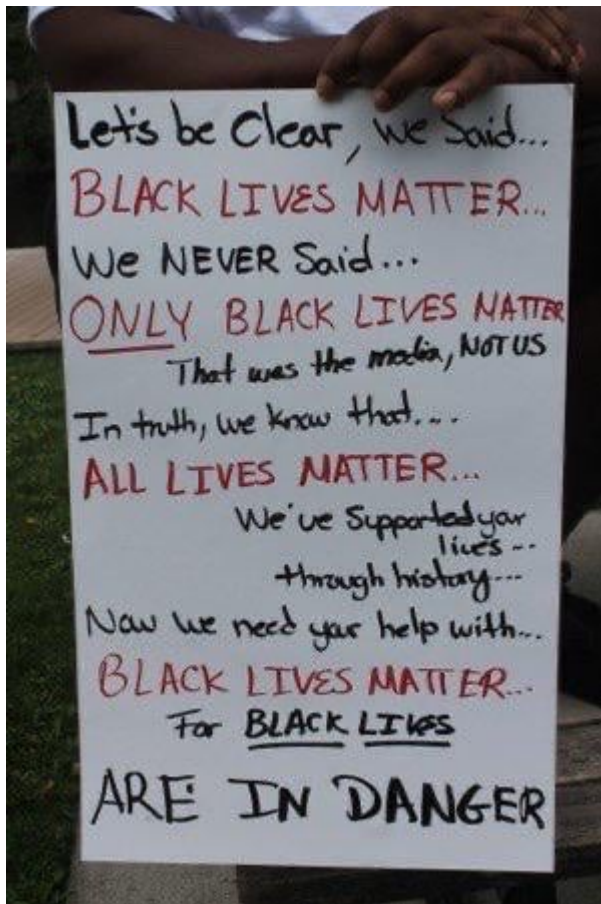 Let's be Clear, We Said...
BLACK LIVES MATTER...
We NEVER Said...
ONLY BLACK LIVES MATTER
That was the media, NOT US
In truth, we know that....
ALL LIVES MATTER...
We've Supported your
lives...
through history...
Now we need your help with...
BLACK LIVES MATTER...
For BLACK LIVES
ARE IN DANGER